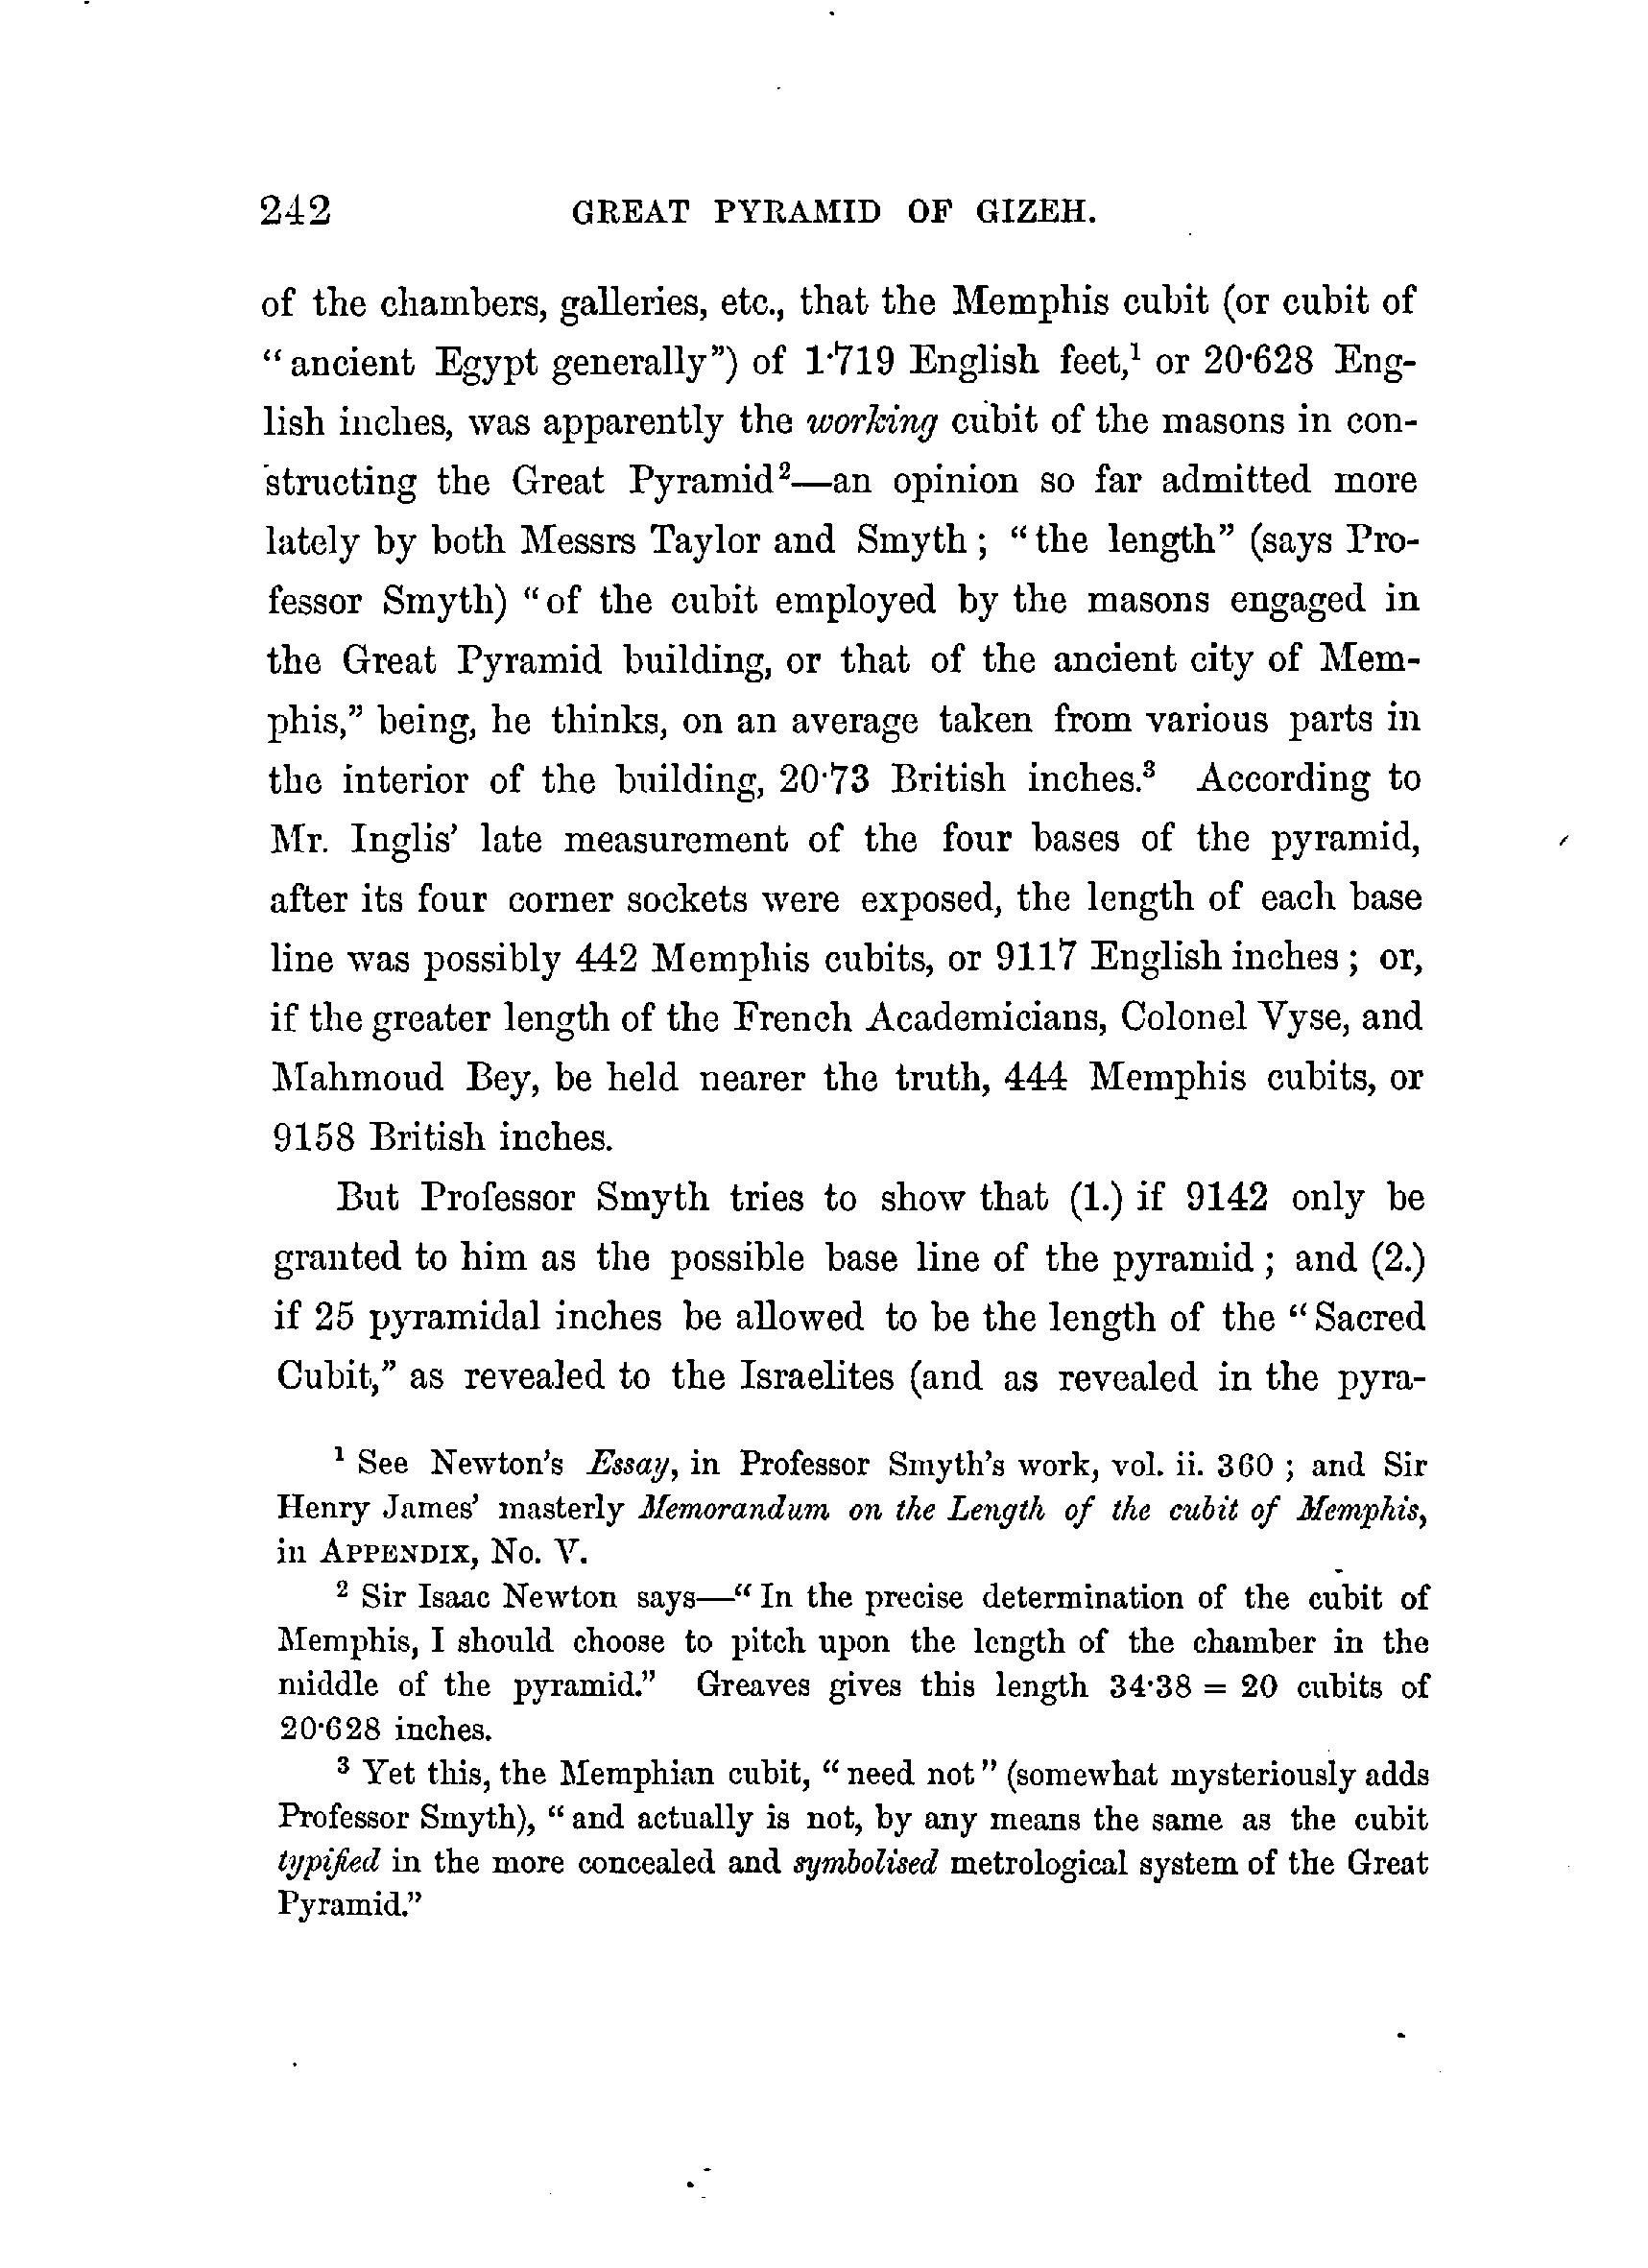 242 GREAT PYRAMID OF GIZEH.
of the chambers, galleries, etc., that the Memphis cubit (or cubit of
“ancient Egypt generally”) of 1·719 English feet,¹ or 20·628 Eng-
lish inches, was apparently the working cubit of the masons in con-
structing the Great Pyramid²—an opinion so far admitted more
lately by both Messrs Taylor and Smyth; “the length” (says Pro-
fessor Smyth) “of the cubit employed by the masons engaged in
the Great Pyramid building, or that of the ancient city of Mem-
phis,” being, he thinks, on an average taken from various parts in
the interior of the building, 20·73 British inches.³ According to
Mr. Inglis’ late measurement of the four bases of the pyramid,
after its four corner sockets were exposed, the length of each base
line was possibly 442 Memphis cubits, or 9117 English inches; or,
if the greater length of the French Academicians, Colonel Vyse, and
Mahmoud Bey, be held nearer the truth, 444 Memphis cubits, or
9158 British inches.
But Professor Smyth tries to show that (1.) if 9142 only be
granted to him as the possible base line of the pyramid; and (2.)
if 25 pyramidal inches be allowed to be the length of the “Sacred
Cubit,” as revealed to the Israelites (and as revealed in the pyra-
¹ See Newton’s Essay, in Professor Smyth’s work, vol. ii. 360; and Sir
Henry James’ masterly Memorandum on the Length of the cubit of Memphis,
in APPENDIX, No. V.
² Sir Isaac Newton says—“In the precise determination of the cubit of
Memphis, I should choose to pitch upon the length of the chamber in the
middle of the pyramid.” Greaves gives this length 34·38 = 20 cubits of
20·628 inches.
³ Yet this, the Memphian cubit, “need not” (somewhat mysteriously adds
Professor Smyth), “and actually is not, by any means the same as the cubit
typified in the more concealed and symbolised metrological system of the Great
Pyramid.”